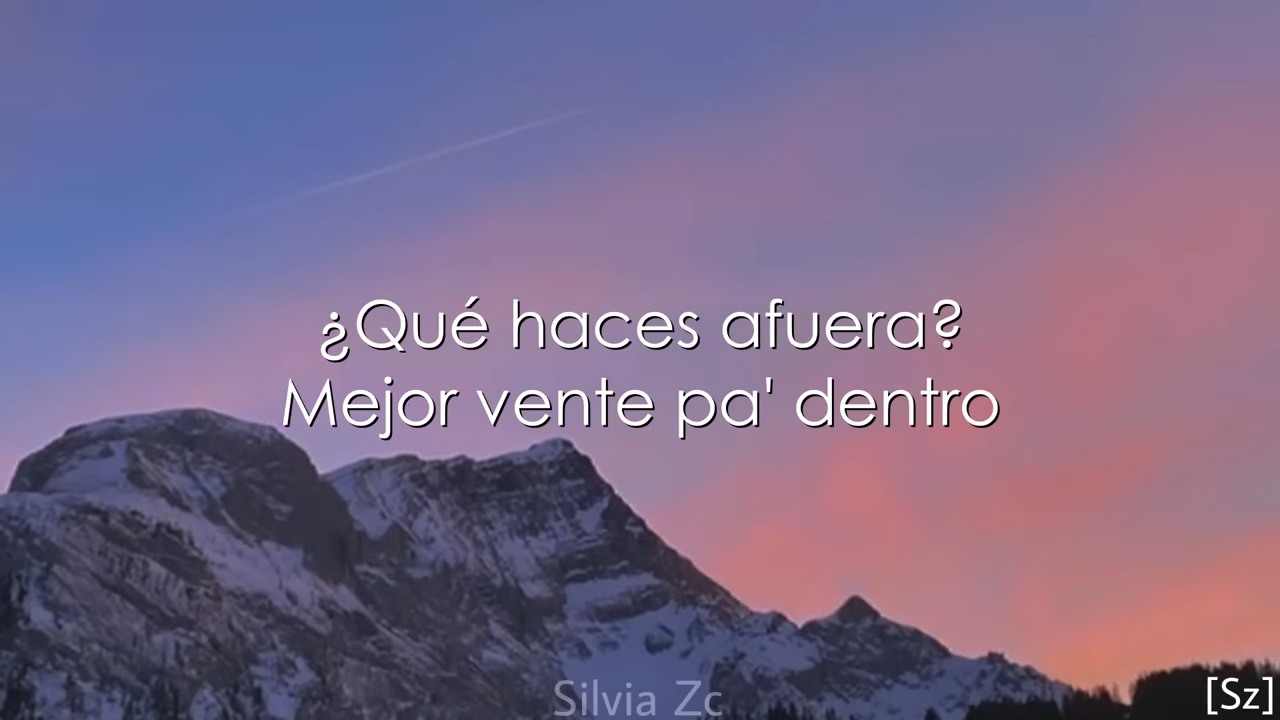 ¿Qué haces afuera?
Mejor vente pa' dentro
Silvia Zc
[Sz]